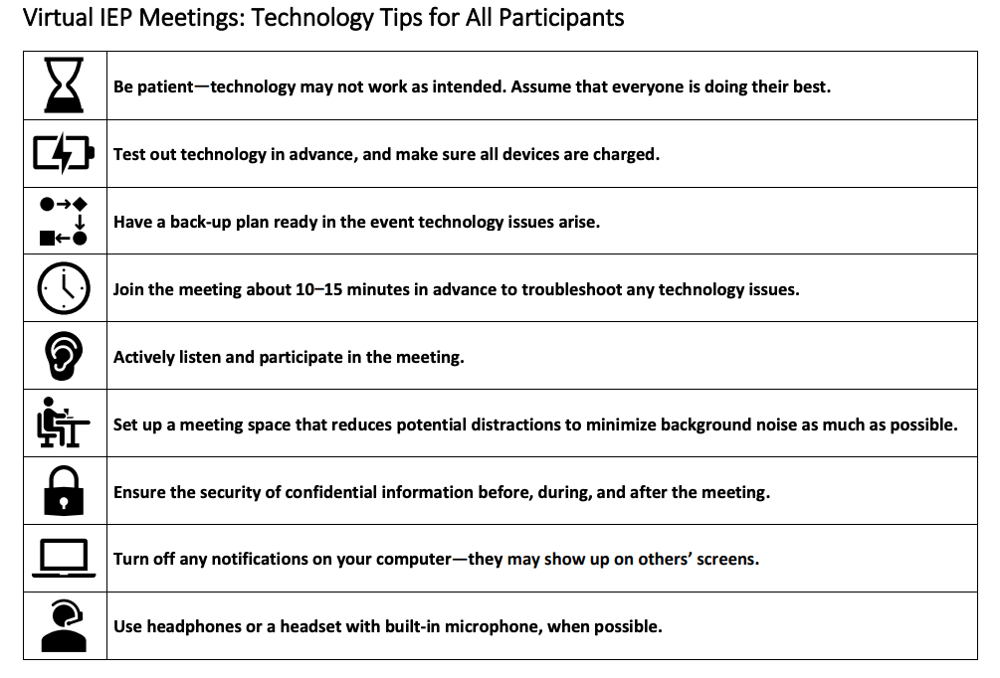 Virtual IEP Meetings: Technology Tips for All Participants
Be patient—technology may not work as intended. Assume that everyone is doing their best.
Test out technology in advance, and make sure all devices are charged.
Have a back-up plan ready in the event technology issues arise.
Join the meeting about 10–15 minutes in advance to troubleshoot any technology issues.
Actively listen and participate in the meeting.
Set up a meeting space that reduces potential distractions to minimize background noise as much as possible.
Ensure the security of confidential information before, during, and after the meeting.
Turn off any notifications on your computer—they may show up on others’ screens.
Use headphones or a headset with built-in microphone, when possible.